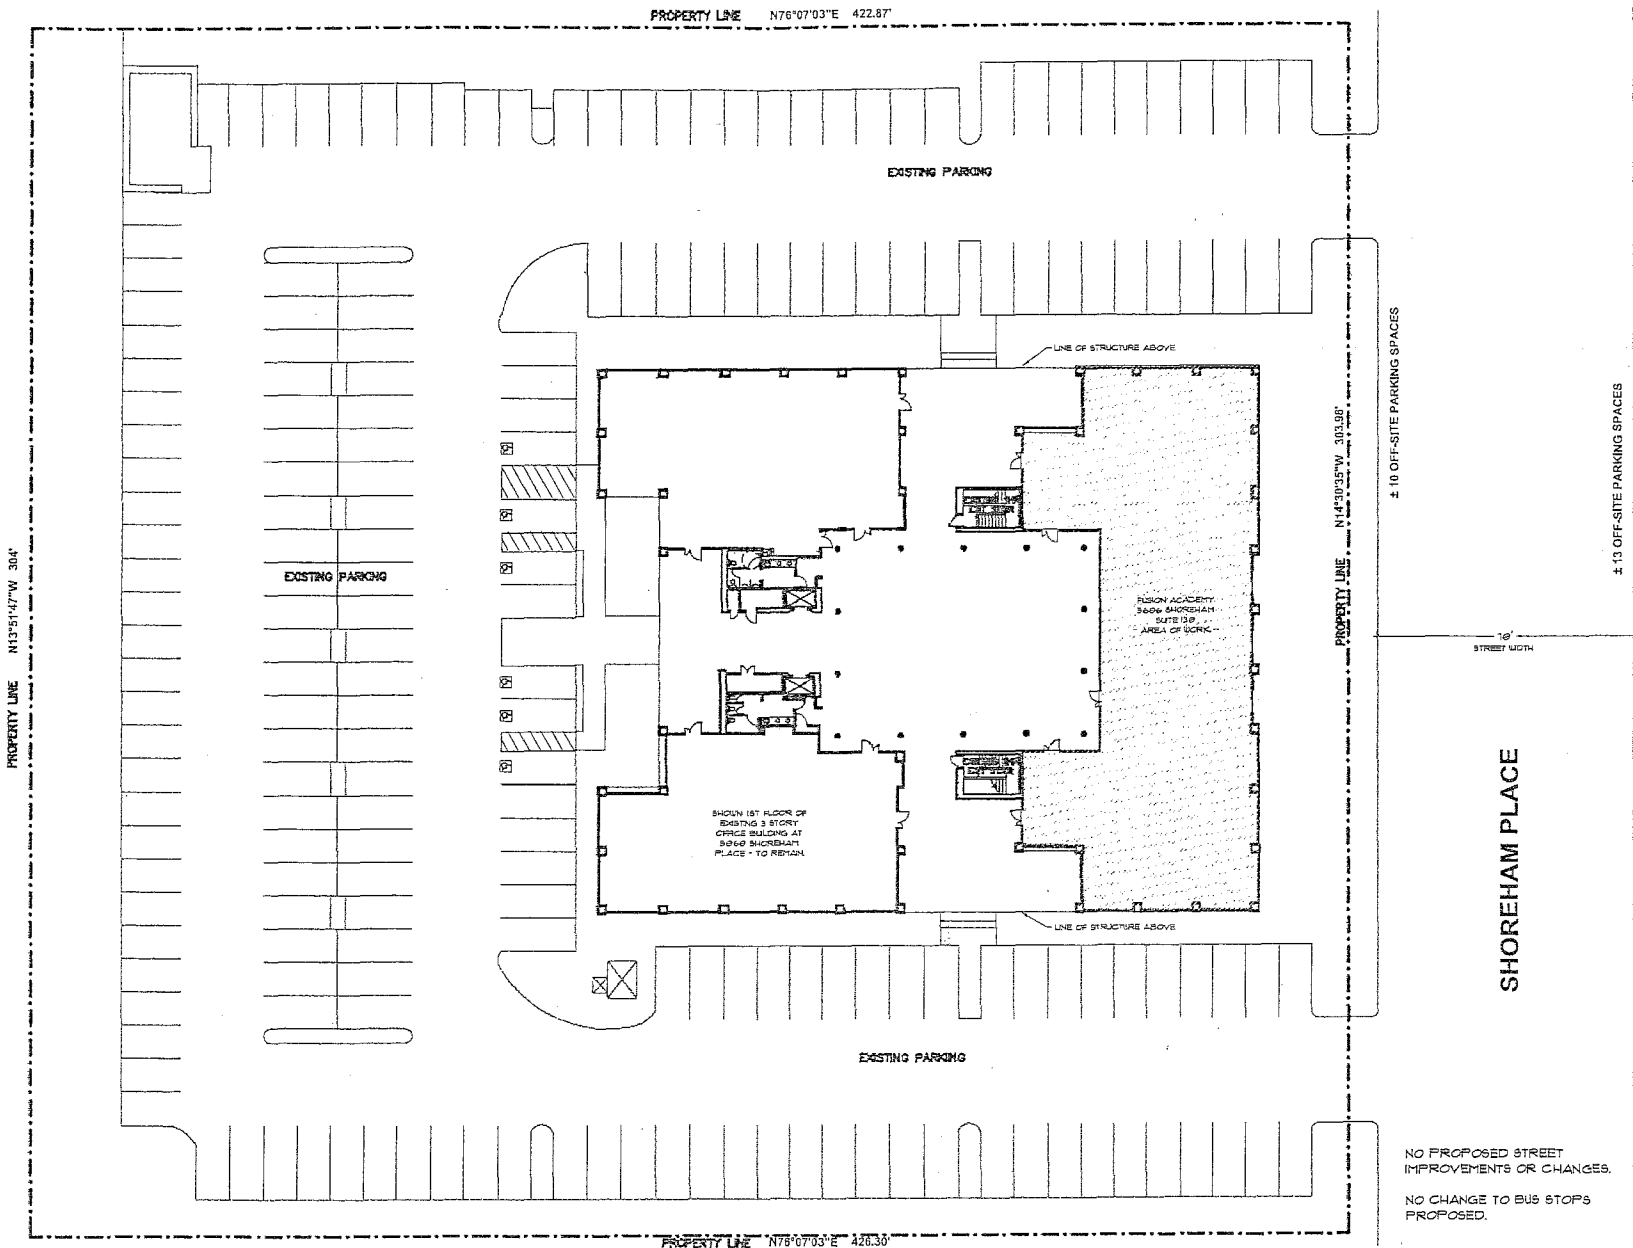 PROPERTY LINE N76°07'03"E 422.87'
EXISTING PARKING
LINE OF STRUCTURE ABOVE
± 10 OFF-SITE PARKING SPACES
± 13 OFF-SITE PARKING SPACES
PROPERTY LINE N14°30'35"W 303.98'
PROPERTY LINE N13°51'47"W 304'
EXISTING PARKING
FUSION ACADEMY
SHOREHAM
SUITE 130
AREA OF WORK
70'
STREET WIDTH
SHOREHAM PLACE
SHOWN 1ST FLOOR OF
EXISTING 3 STORY
OFFICE BUILDING AT
SHOREHAM
PLACE - TO REMAIN
LINE OF STRUCTURE ABOVE
EXISTING PARKING
NO PROPOSED STREET
IMPROVEMENTS OR CHANGES.
NO CHANGE TO BUS STOPS
PROPOSED.
PROPERTY LINE N76°07'03"E 426.30'